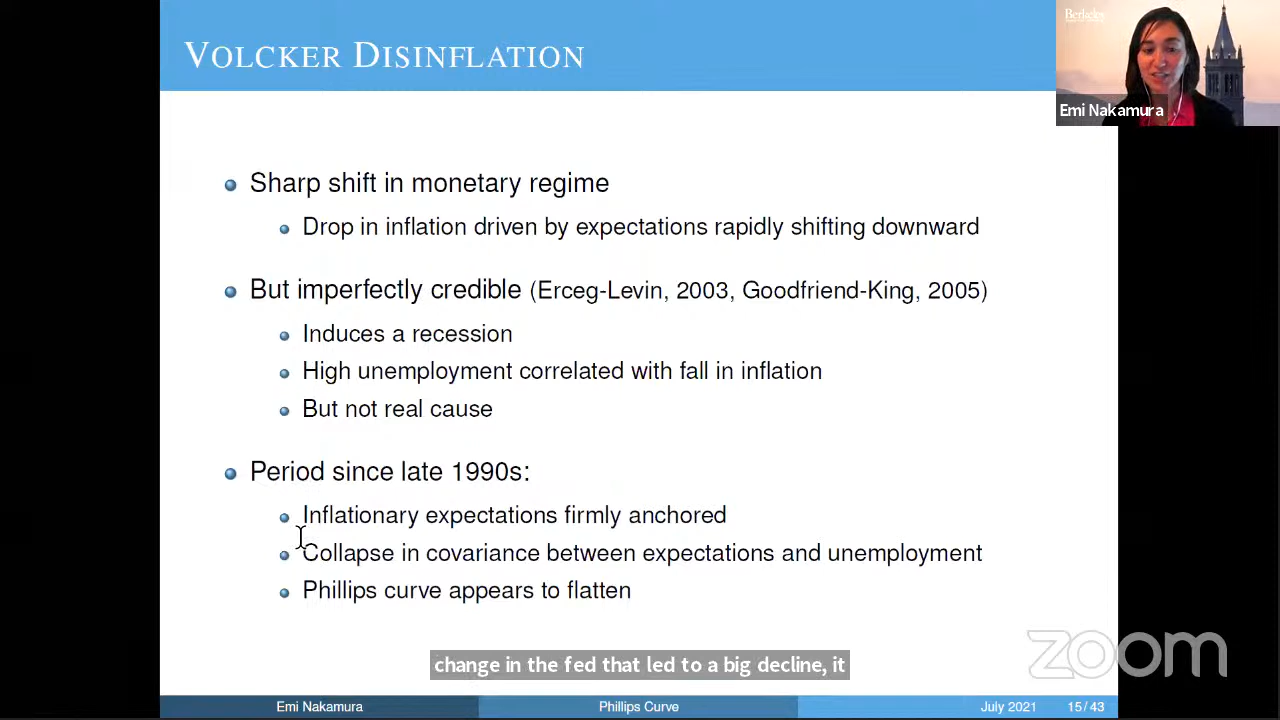 VOLCKER DISINFLATION
Berkeley
Emi Nakamura
Sharp shift in monetary regime
Drop in inflation driven by expectations rapidly shifting downward
But imperfectly credible (Erceg-Levin, 2003, Goodfriend-King, 2005)
Induces a recession
High unemployment correlated with fall in inflation
But not real cause
Period since late 1990s:
Inflationary expectations firmly anchored
Collapse in covariance between expectations and unemployment
Phillips curve appears to flatten
change in the fed that led to a big decline, it
zoom
Emi Nakamura
Phillips Curve
July 2021
15 / 43